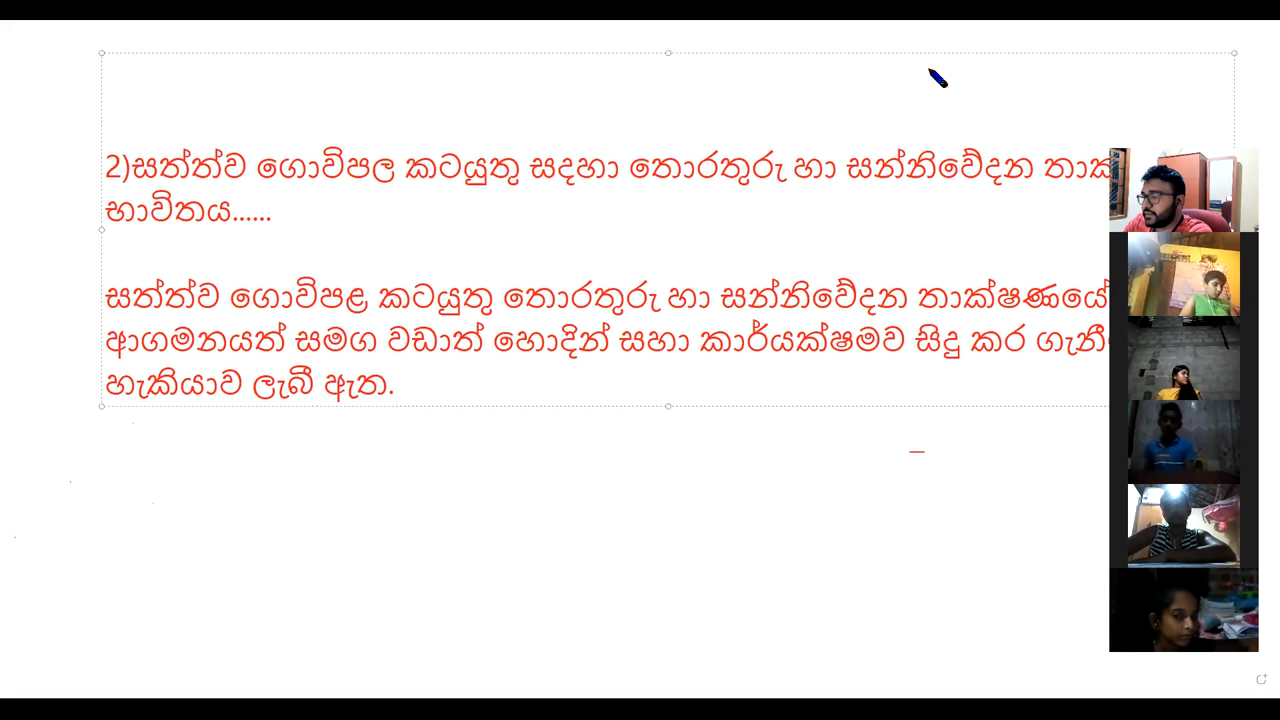 2)සත්ත්ව ගොවිපල කටයුතු සදහා තොරතුරු හා සන්නිවේදන
භාවිතය......
සත්ත්ව ගොවිපළ කටයුතු තොරතුරු හා සන්නිවේදන තාක්ෂණයේ
ආගමනයත් සමග වඩාත් හොදින් සහා කාර්යක්ෂමව සිදු කර
හැකියාව ලැබී ඇත.